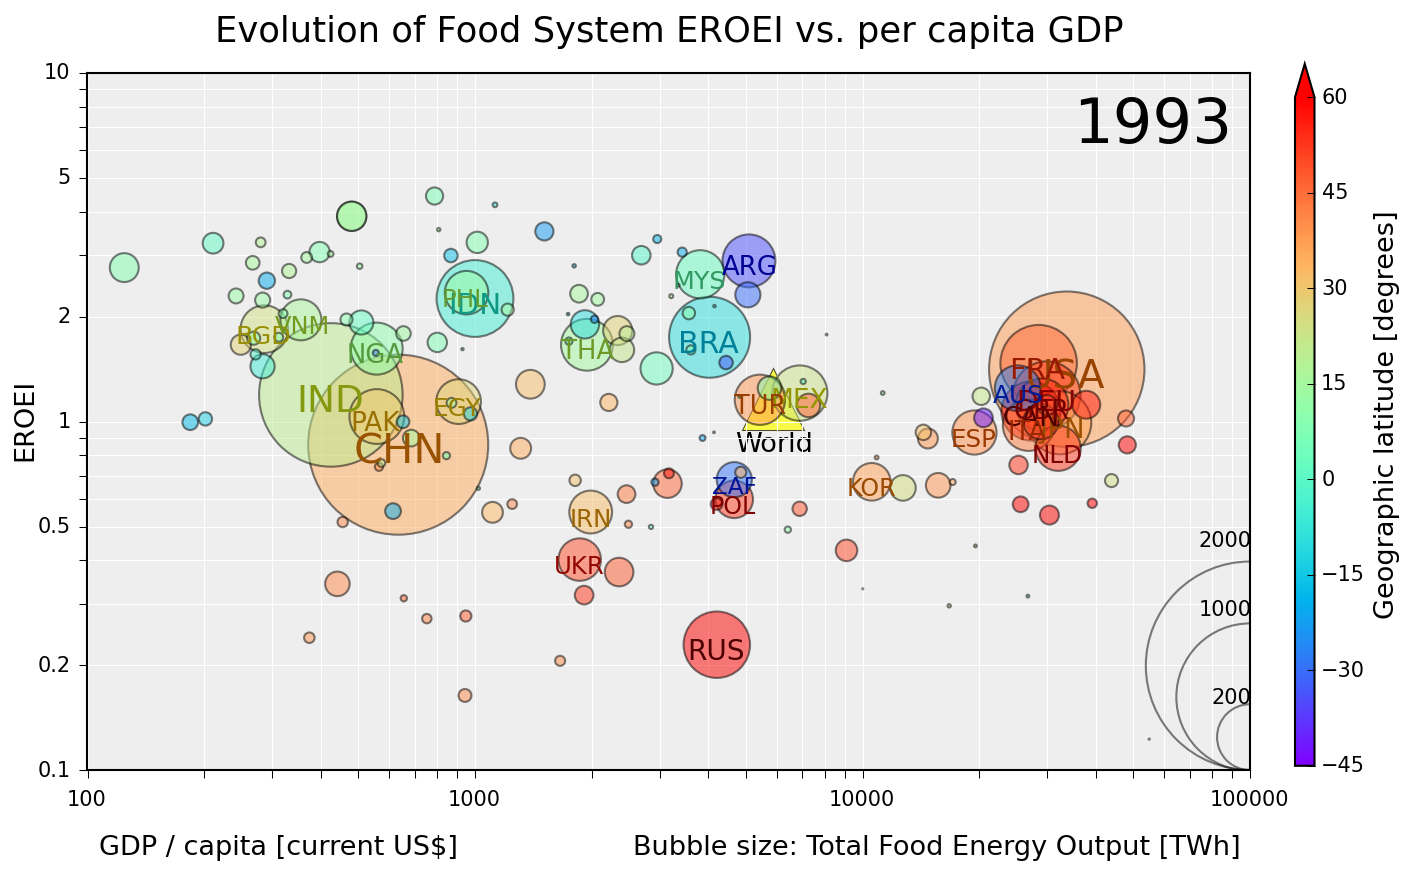 Evolution of Food System EROEI vs. per capita GDP
1993
10
5
2
1
0.5
0.2
0.1
EROEI
ARG
MYS
PHL
IDN
VNM
BGD
BRA
THA
NGA
FRA
USA
IND
AUS
MEX
TUR
EGY
PAK
World
CHN
ESP
NLD
KOR
ZAF
POL
IRN
UKR
RUS
2000
1000
200
100
1000
10000
100000
GDP / capita [current US$]
Bubble size: Total Food Energy Output [TWh]
60
45
30
15
0
−15
−30
−45
Geographic latitude [degrees]